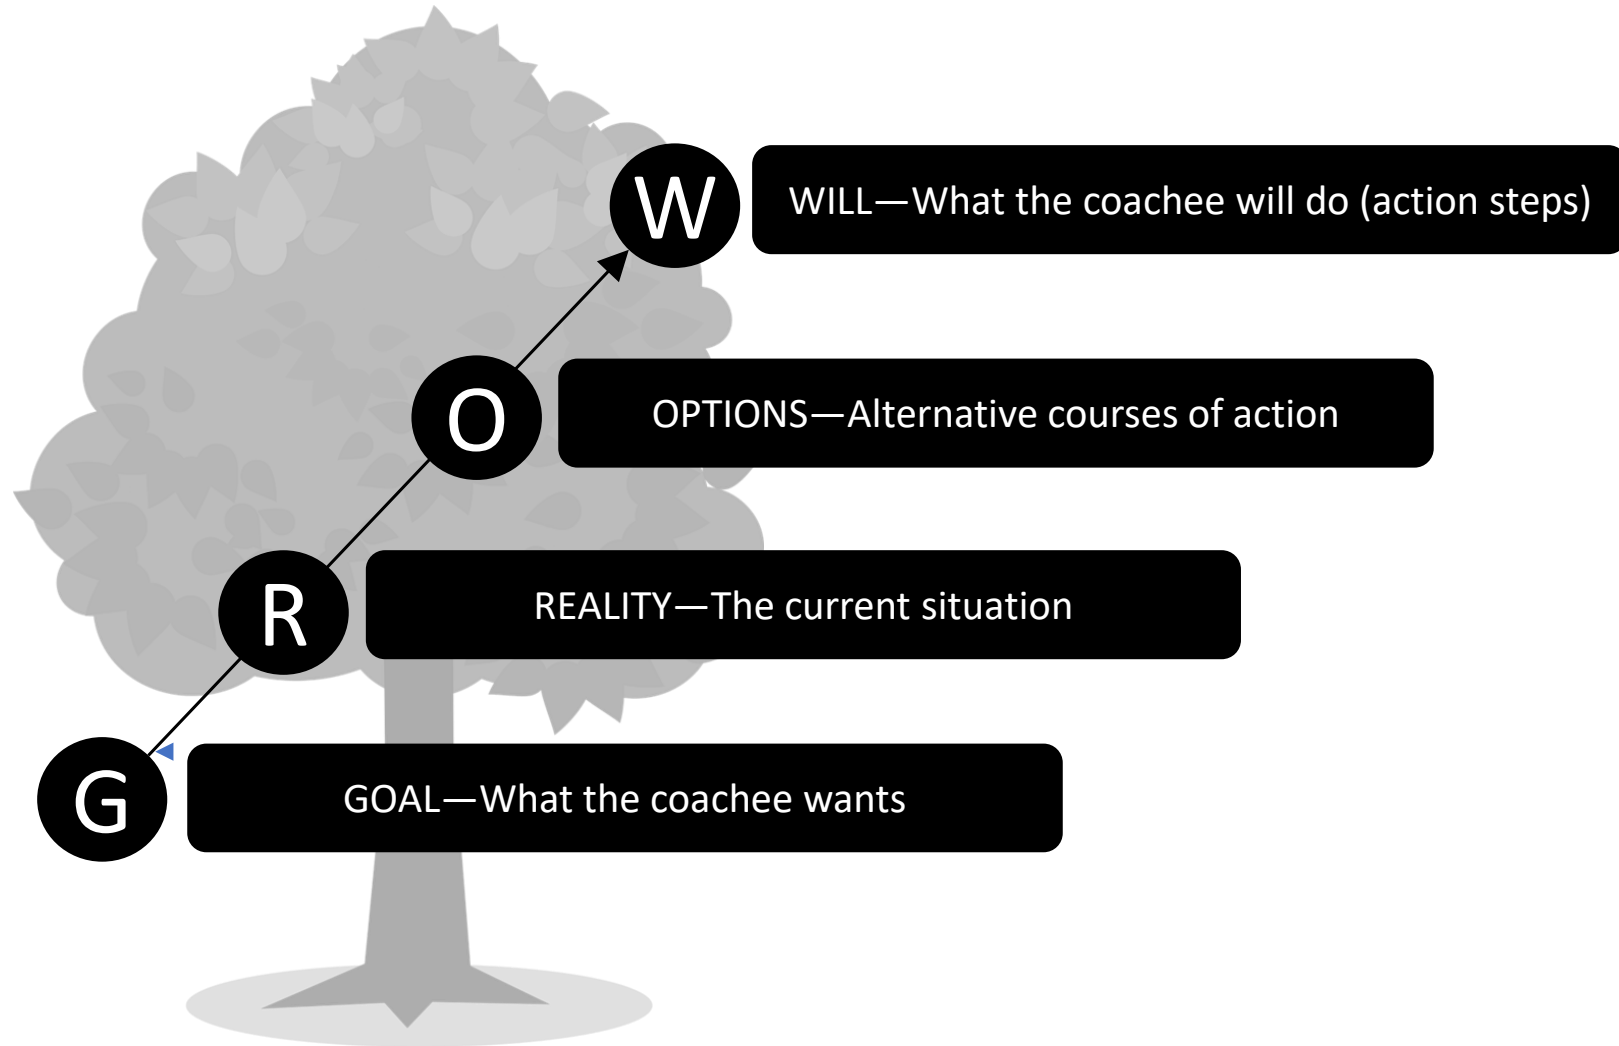 W
WILL—What the coachee will do (action steps)
O
OPTIONS—Alternative courses of action
R
REALITY—The current situation
G
GOAL—What the coachee wants